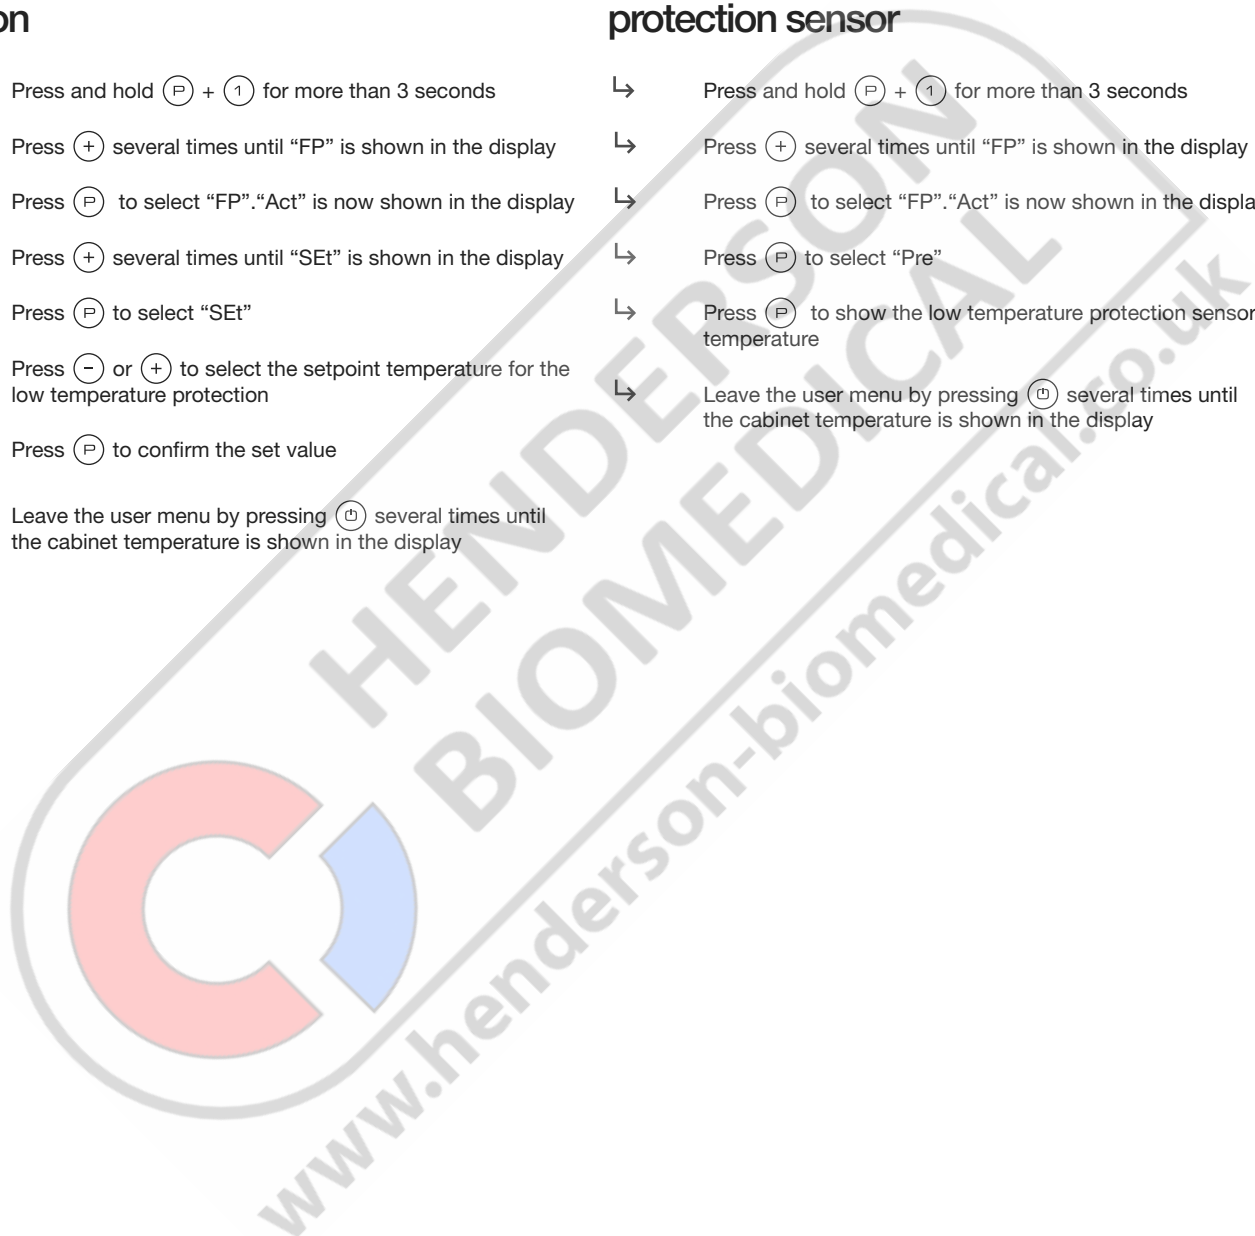 on
Press and hold P + 1 for more than 3 seconds
Press + several times until “FP” is shown in the display
Press P to select “FP”.“Act” is now shown in the display
Press + several times until “SEt” is shown in the display
Press P to select “SEt”
Press - or + to select the setpoint temperature for the
low temperature protection
Press P to confirm the set value
Leave the user menu by pressing several times until
the cabinet temperature is shown in the display
protection sensor
Press and hold P + 1 for more than 3 seconds
Press + several times until “FP” is shown in the display
Press P to select “FP”.“Act” is now shown in the displa
Press P to select “Pre”
Press P to show the low temperature protection sensor
temperature
Leave the user menu by pressing several times until
the cabinet temperature is shown in the display
HENDERSON
BIOMEDICAL
www.henderson-biomedical.co.uk